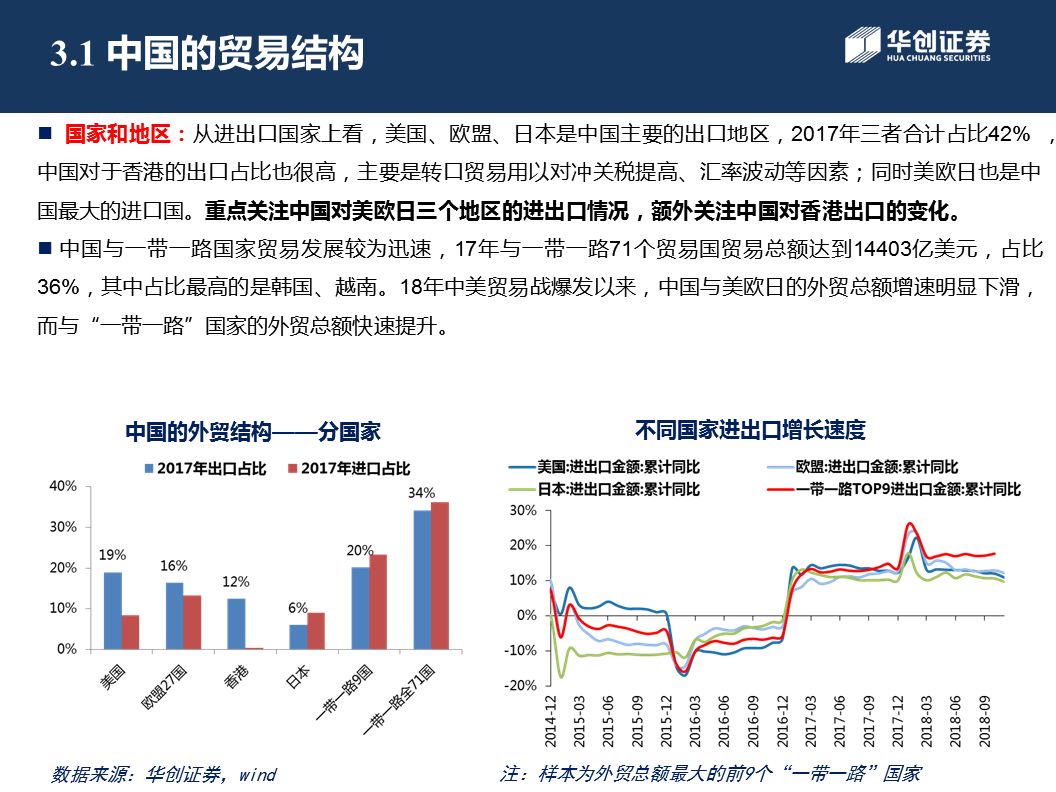 3.1 中国的贸易结构
华创证券
HUA CHUANG SECURITIES
■ 国家和地区：从进出口国家上看，美国、欧盟、日本是中国主要的出口地区，2017年三者合计占比42%，
中国对于香港的出口占比也很高，主要是转口贸易用以对冲关税提高、汇率波动等因素；同时美欧日也是中
国最大的进口国。重点关注中国对美欧日三个地区的进出口情况，额外关注中国对香港出口的变化。
■ 中国与一带一路国家贸易发展较为迅速，17年与一带一路71个贸易国贸易总额达到14403亿美元，占比
36%，其中占比最高的是韩国、越南。18年中美贸易战爆发以来，中国与美欧日的外贸总额增速明显下滑，
而与“一带一路”国家的外贸总额快速提升。
中国的外贸结构——分国家
2017年出口占比 2017年进口占比
40%
30%
20%
10%
0%
19%
16%
12%
6%
20%
34%
美国
欧盟27国
香港
日本
一带一路9国
一带一路全71国
数据来源：华创证券，wind
不同国家进出口增长速度
美国:进出口金额:累计同比 欧盟:进出口金额:累计同比
日本:进出口金额:累计同比 一带一路TOP9进出口金额:累计同比
30%
20%
10%
0%
-10%
-20%
2014-12
2015-03
2015-06
2015-09
2015-12
2016-03
2016-06
2016-09
2016-12
2017-03
2017-06
2017-09
2017-12
2018-03
2018-06
2018-09
注：样本为外贸总额最大的前9个“一带一路”国家